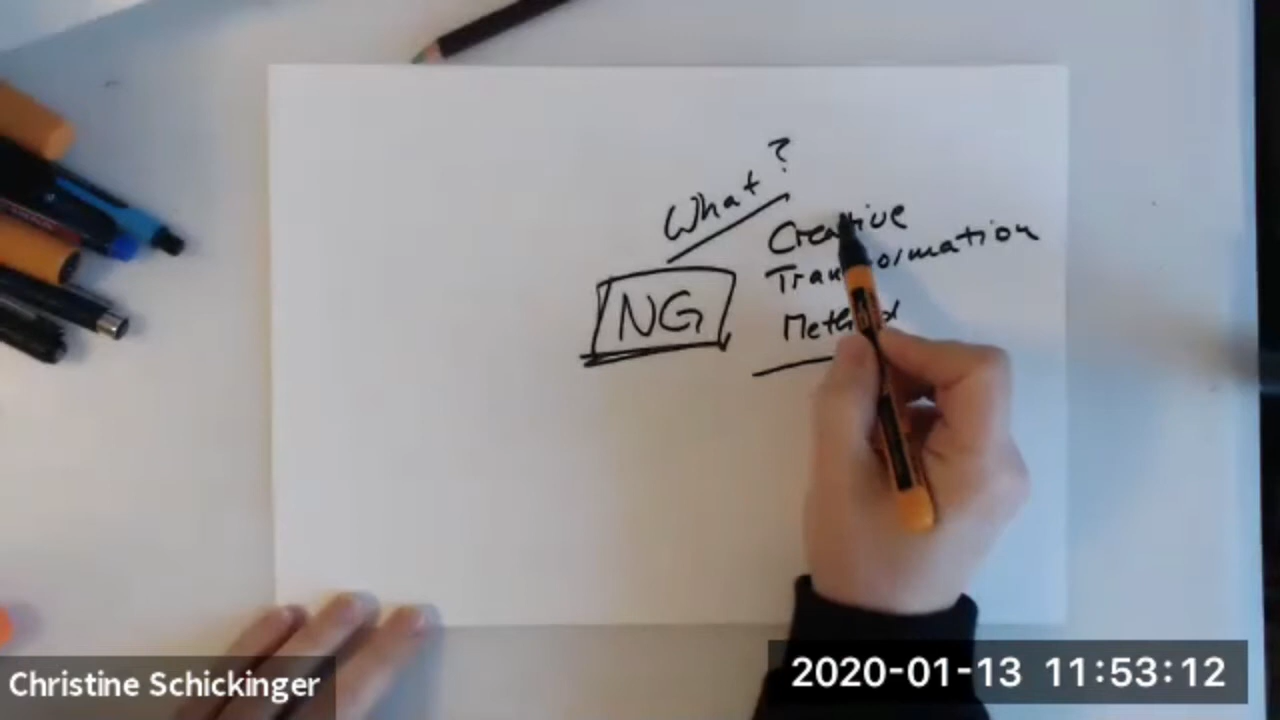 What?
Creative
NG
Transformation
Method
Christine Schickinger
2020-01-13 11:53:12